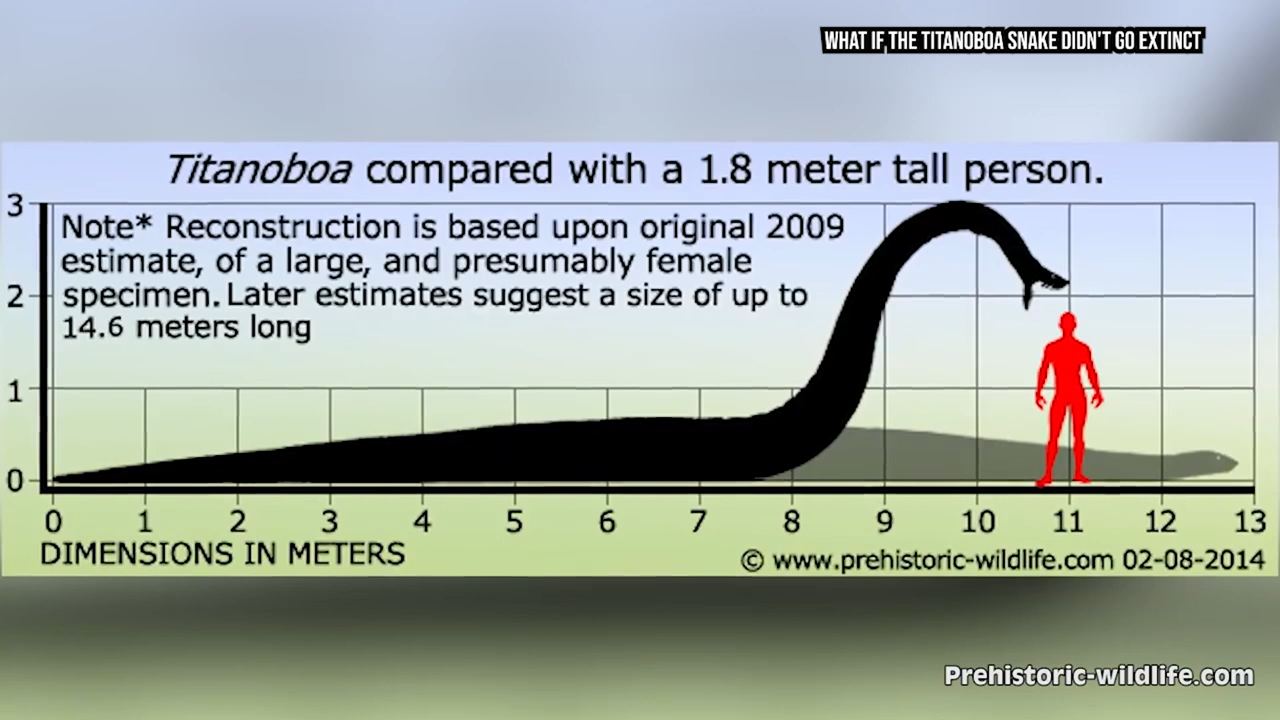 WHAT IF THE TITANOBOA SNAKE DIDN'T GO EXTINCT
Titanoboa compared with a 1.8 meter tall person.
Note* Reconstruction is based upon original 2009
estimate, of a large, and presumably female
specimen. Later estimates suggest a size of up to
14.6 meters long
3
2
1
0
0 1 2 3 4 5 6 7 8 9 10 11 12 13
DIMENSIONS IN METERS
© www.prehistoric-wildlife.com 02-08-2014
Prehistoric-wildlife.com